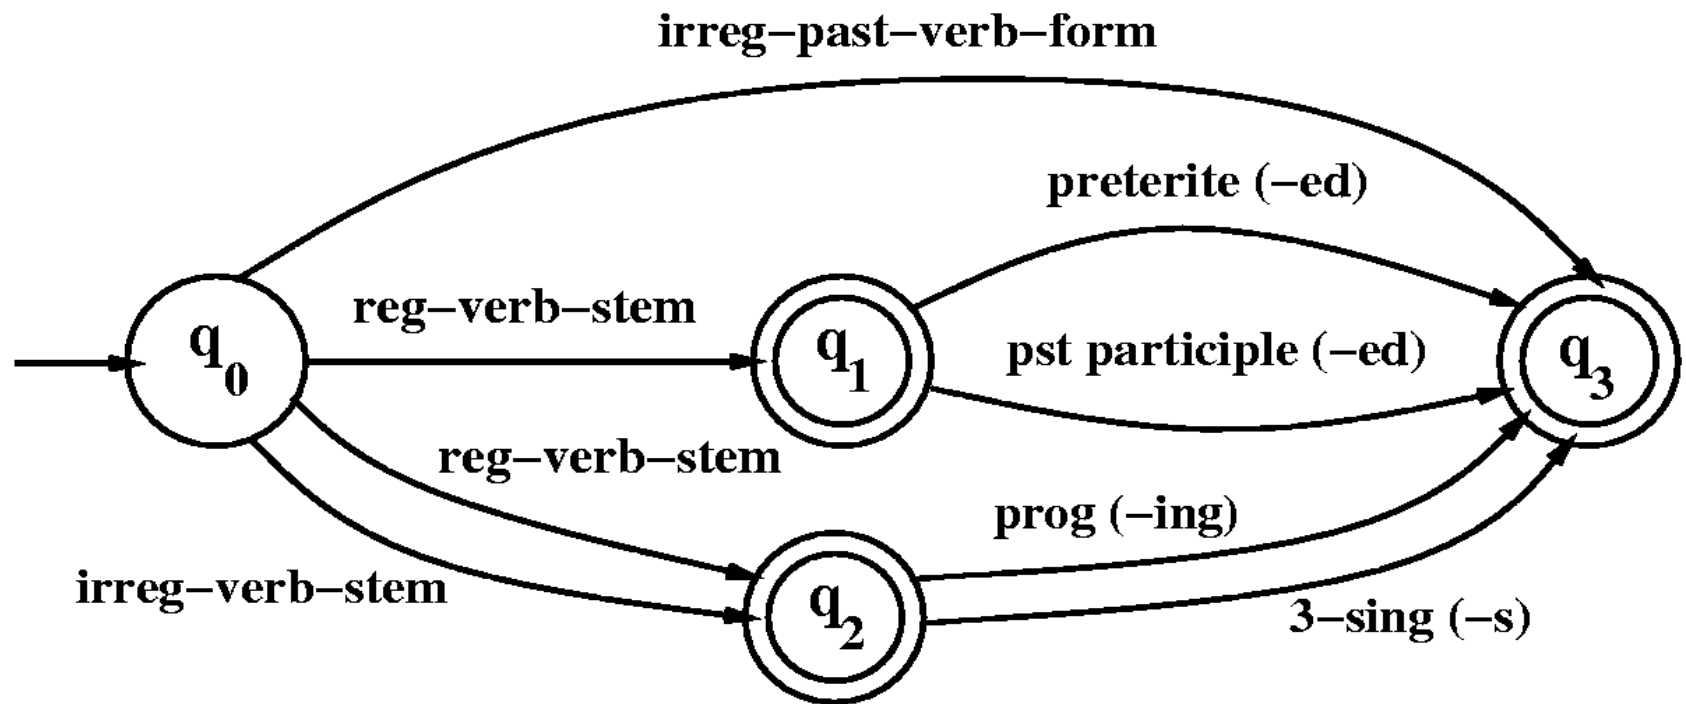 irreg–past–verb–form
preterite (–ed)
reg–verb–stem
q0
q1
pst participle (–ed)
q3
reg–verb–stem
prog (–ing)
irreg–verb–stem
q2
3–sing (–s)